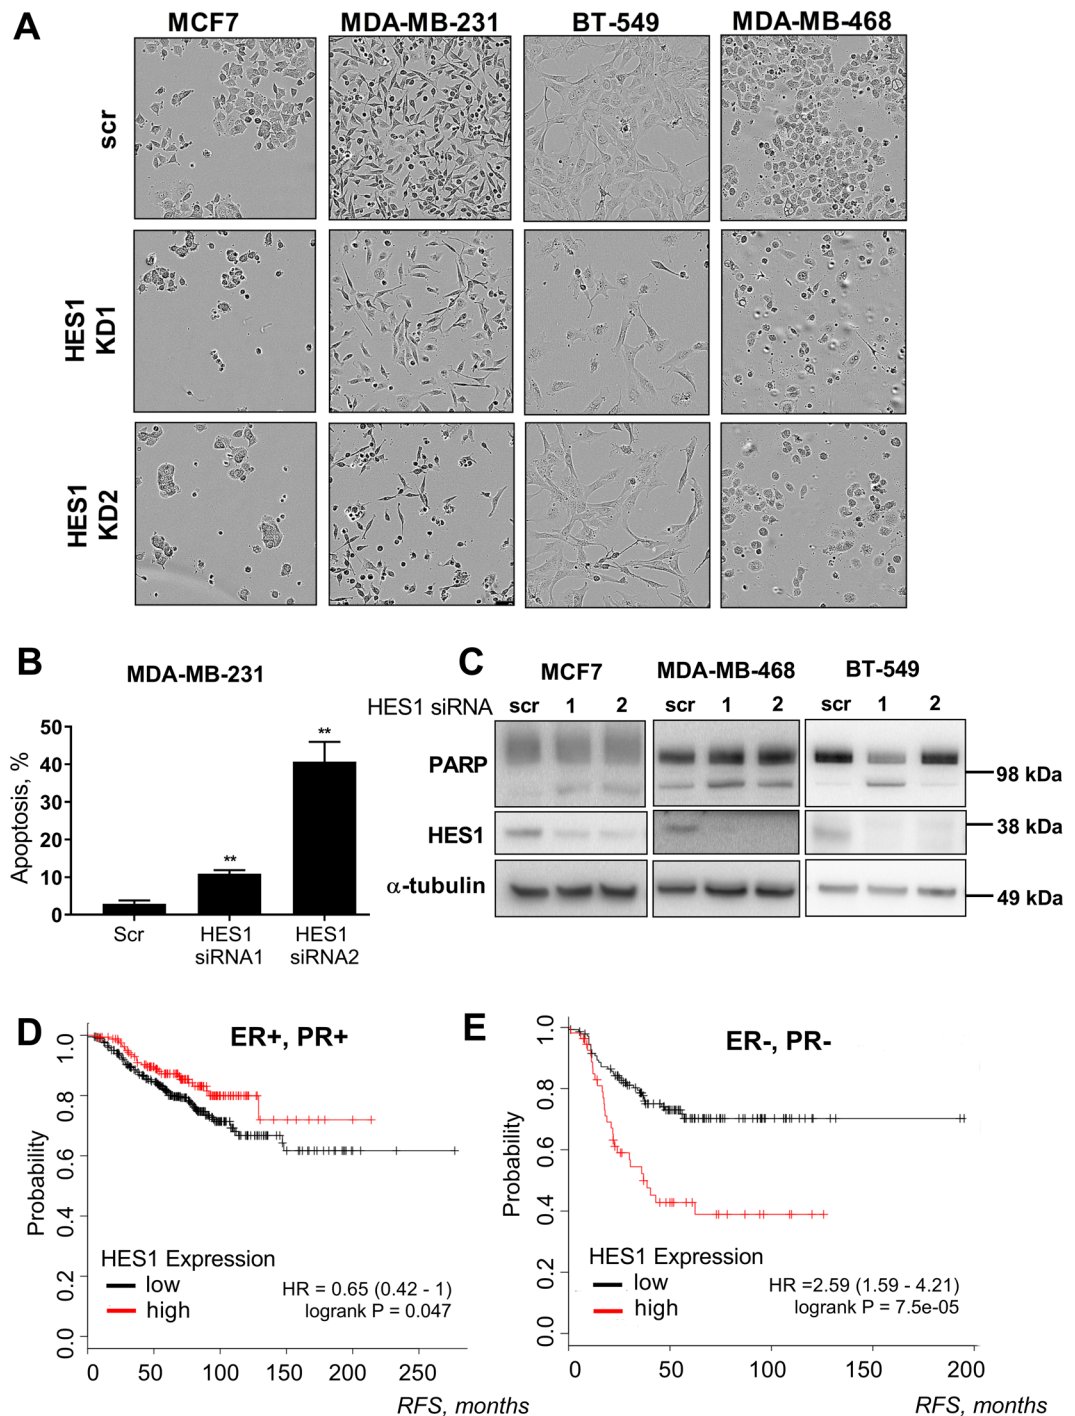 A
MCF7
MDA-MB-231
BT-549
MDA-MB-468
scr
HES1
KD1
HES1
KD2
B
MDA-MB-231
Apoptosis, %
50
40
30
20
10
0
**
**
Scr
HES1
siRNA1
HES1
siRNA2
C
MCF7
MDA-MB-468
BT-549
HES1 siRNA
scr 1 2
scr 1 2
scr 1 2
PARP
98 kDa
HES1
38 kDa
α-tubulin
49 kDa
D
ER+, PR+
Probability
1.0
0.8
0.6
0.4
0.2
0.0
HES1 Expression
low
high
HR = 0.65 (0.42 - 1)
logrank P = 0.047
0 50 100 150 200 250
RFS, months
E
ER-, PR-
Probability
1.0
0.8
0.6
0.4
0.2
0.0
HES1 Expression
low
high
HR =2.59 (1.59 - 4.21)
logrank P = 7.5e-05
0 50 100 150 200
RFS, months